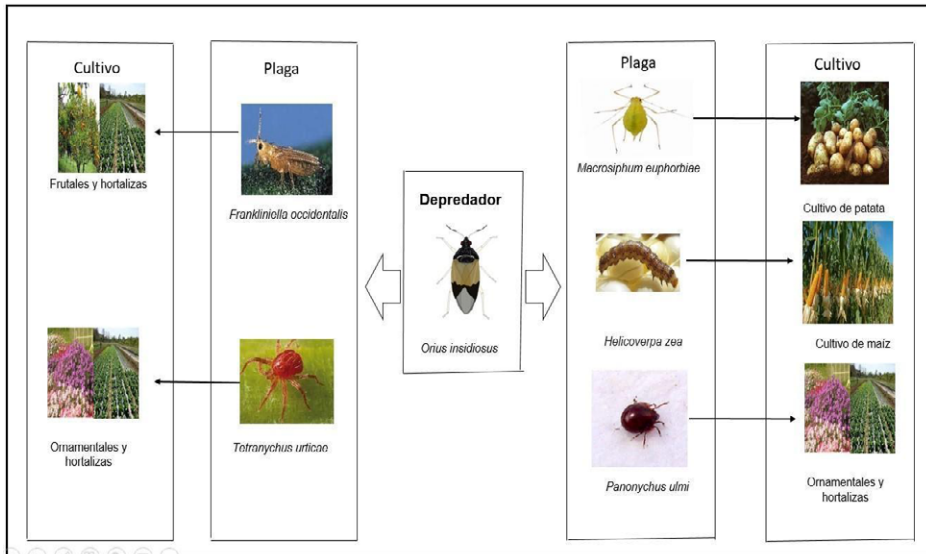 Cultivo
Frutales y hortalizas
Ornamentales y
hortalizas
Plaga
Frankliniella occidentalis
Tetranychus urticae
Depredador
Orius insidiosus
Plaga
Macrosiphum euphorbiae
Helicoverpa zea
Panonychus ulmi
Cultivo
Cultivo de patata
Cultivo de maíz
Ornamentales y
hortalizas